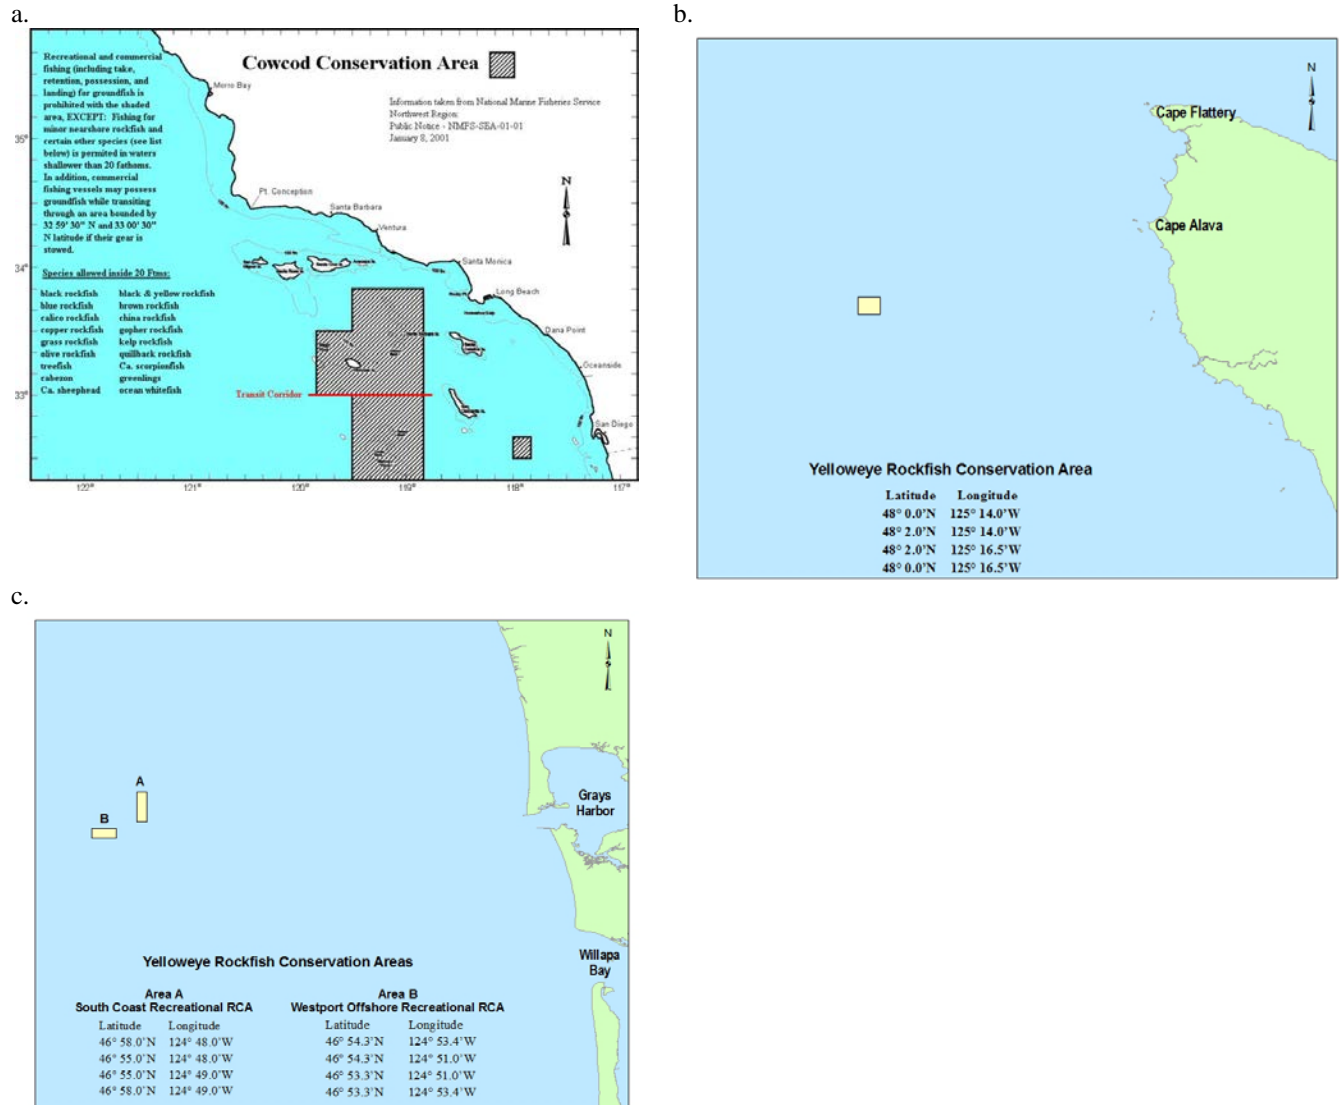 a.
Cowcod Conservation Area
Recreational and commercial
fishing (including take,
retention, possession, and
landing) for groundfish is
prohibited with the shaded
area, EXCEPT: Fishing for
minor nearshore rockfish and
certain other species (see list
below) is permited in waters
shallower than 20 fathoms.
In addition, commercial
fishing vessels may possess
groundfish while transiting
through an area bounded by
32 59' 30" N and 33 00' 30"
N latitude if their gear is
stowed.
Species allowed inside 20 Ftms:
black rockfish black & yellow rockfish
blue rockfish brown rockfish
calico rockfish china rockfish
copper rockfish gopher rockfish
grass rockfish kelp rockfish
olive rockfish quillback rockfish
treefish Ca. scorpionfish
cabezon greenlings
Ca. sheephead ocean whitefish
Information taken from National Marine Fisheries Service
Northwest Region:
Public Notice - NMFS-SEA-01-01
January 8, 2001
N
Morro Bay
Pt. Conception
Santa Barbara
Ventura
Santa Monica
Long Beach
Dana Point
Oceanside
San Diego
Transit Corridor
35°
34°
33°
122° 121° 120° 119° 118° 117°
b.
N
Cape Flattery
Cape Alava
Yelloweye Rockfish Conservation Area
Latitude Longitude
48° 0.0'N 125° 14.0'W
48° 2.0'N 125° 14.0'W
48° 2.0'N 125° 16.5'W
48° 0.0'N 125° 16.5'W
c.
N
A
B
Grays
Harbor
Willapa
Bay
Yelloweye Rockfish Conservation Areas
Area A
South Coast Recreational RCA
Latitude Longitude
46° 58.0'N 124° 48.0'W
46° 55.0'N 124° 48.0'W
46° 55.0'N 124° 49.0'W
46° 58.0'N 124° 49.0'W
Area B
Westport Offshore Recreational RCA
Latitude Longitude
46° 54.3'N 124° 53.4'W
46° 54.3'N 124° 51.0'W
46° 53.3'N 124° 51.0'W
46° 53.3'N 124° 53.4'W